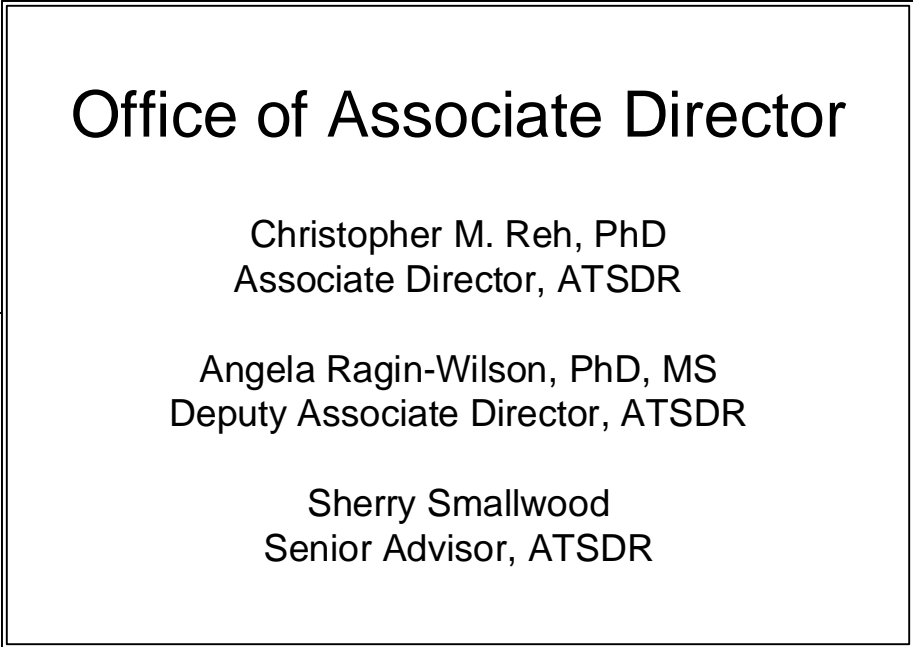 Office of Associate Director
Christopher M. Reh, PhD
Associate Director, ATSDR
Angela Ragin-Wilson, PhD, MS
Deputy Associate Director, ATSDR
Sherry Smallwood
Senior Advisor, ATSDR